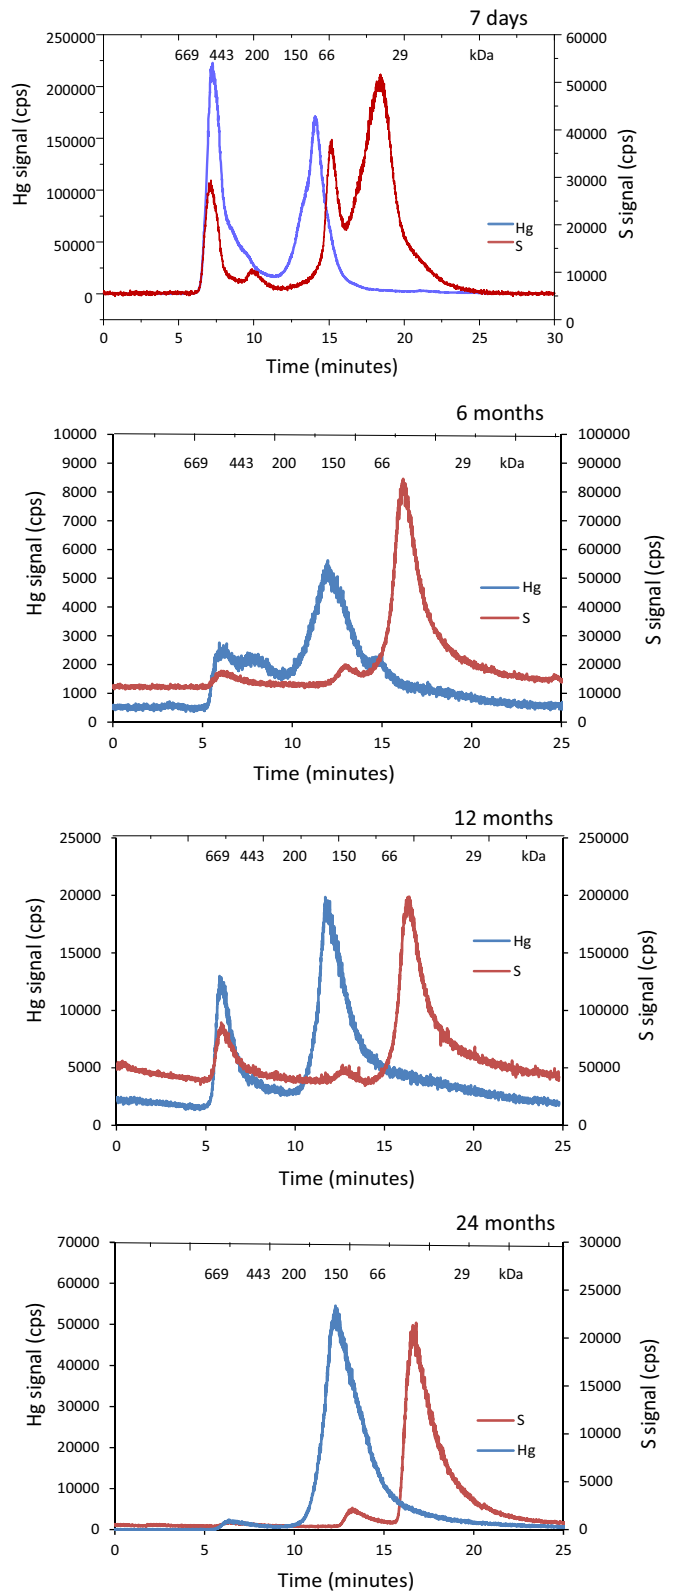 7 days
250000 60000
669 443 200 150 66 29 kDa
200000 50000
150000 40000
Hg signal (cps)
S signal (cps)
100000 30000
20000
Hg
S
50000
10000
0
0
0 5 10 15 20 25 30
Time (minutes)
6 months
10000 100000
669 443 200 150 66 29 kDa
9000 90000
8000 80000
7000 70000
6000 60000
Hg signal (cps)
S signal (cps)
5000 50000
Hg
4000 40000
S
3000 30000
2000 20000
1000 10000
0 0
0 5 10 15 20 25
Time (minutes)
12 months
25000 250000
669 443 200 150 66 29 kDa
20000 200000
Hg signal (cps)
S signal (cps)
Hg
15000 150000
S
10000 100000
5000 50000
0 0
0 5 10 15 20 25
Time (minutes)
24 months
70000 30000
669 443 200 150 66 29 kDa
60000 25000
50000 20000
Hg signal (cps)
S signal (cps)
40000
15000
30000
S
10000
Hg
20000
5000
10000
0 0
0 5 10 15 20 25
Time (minutes)